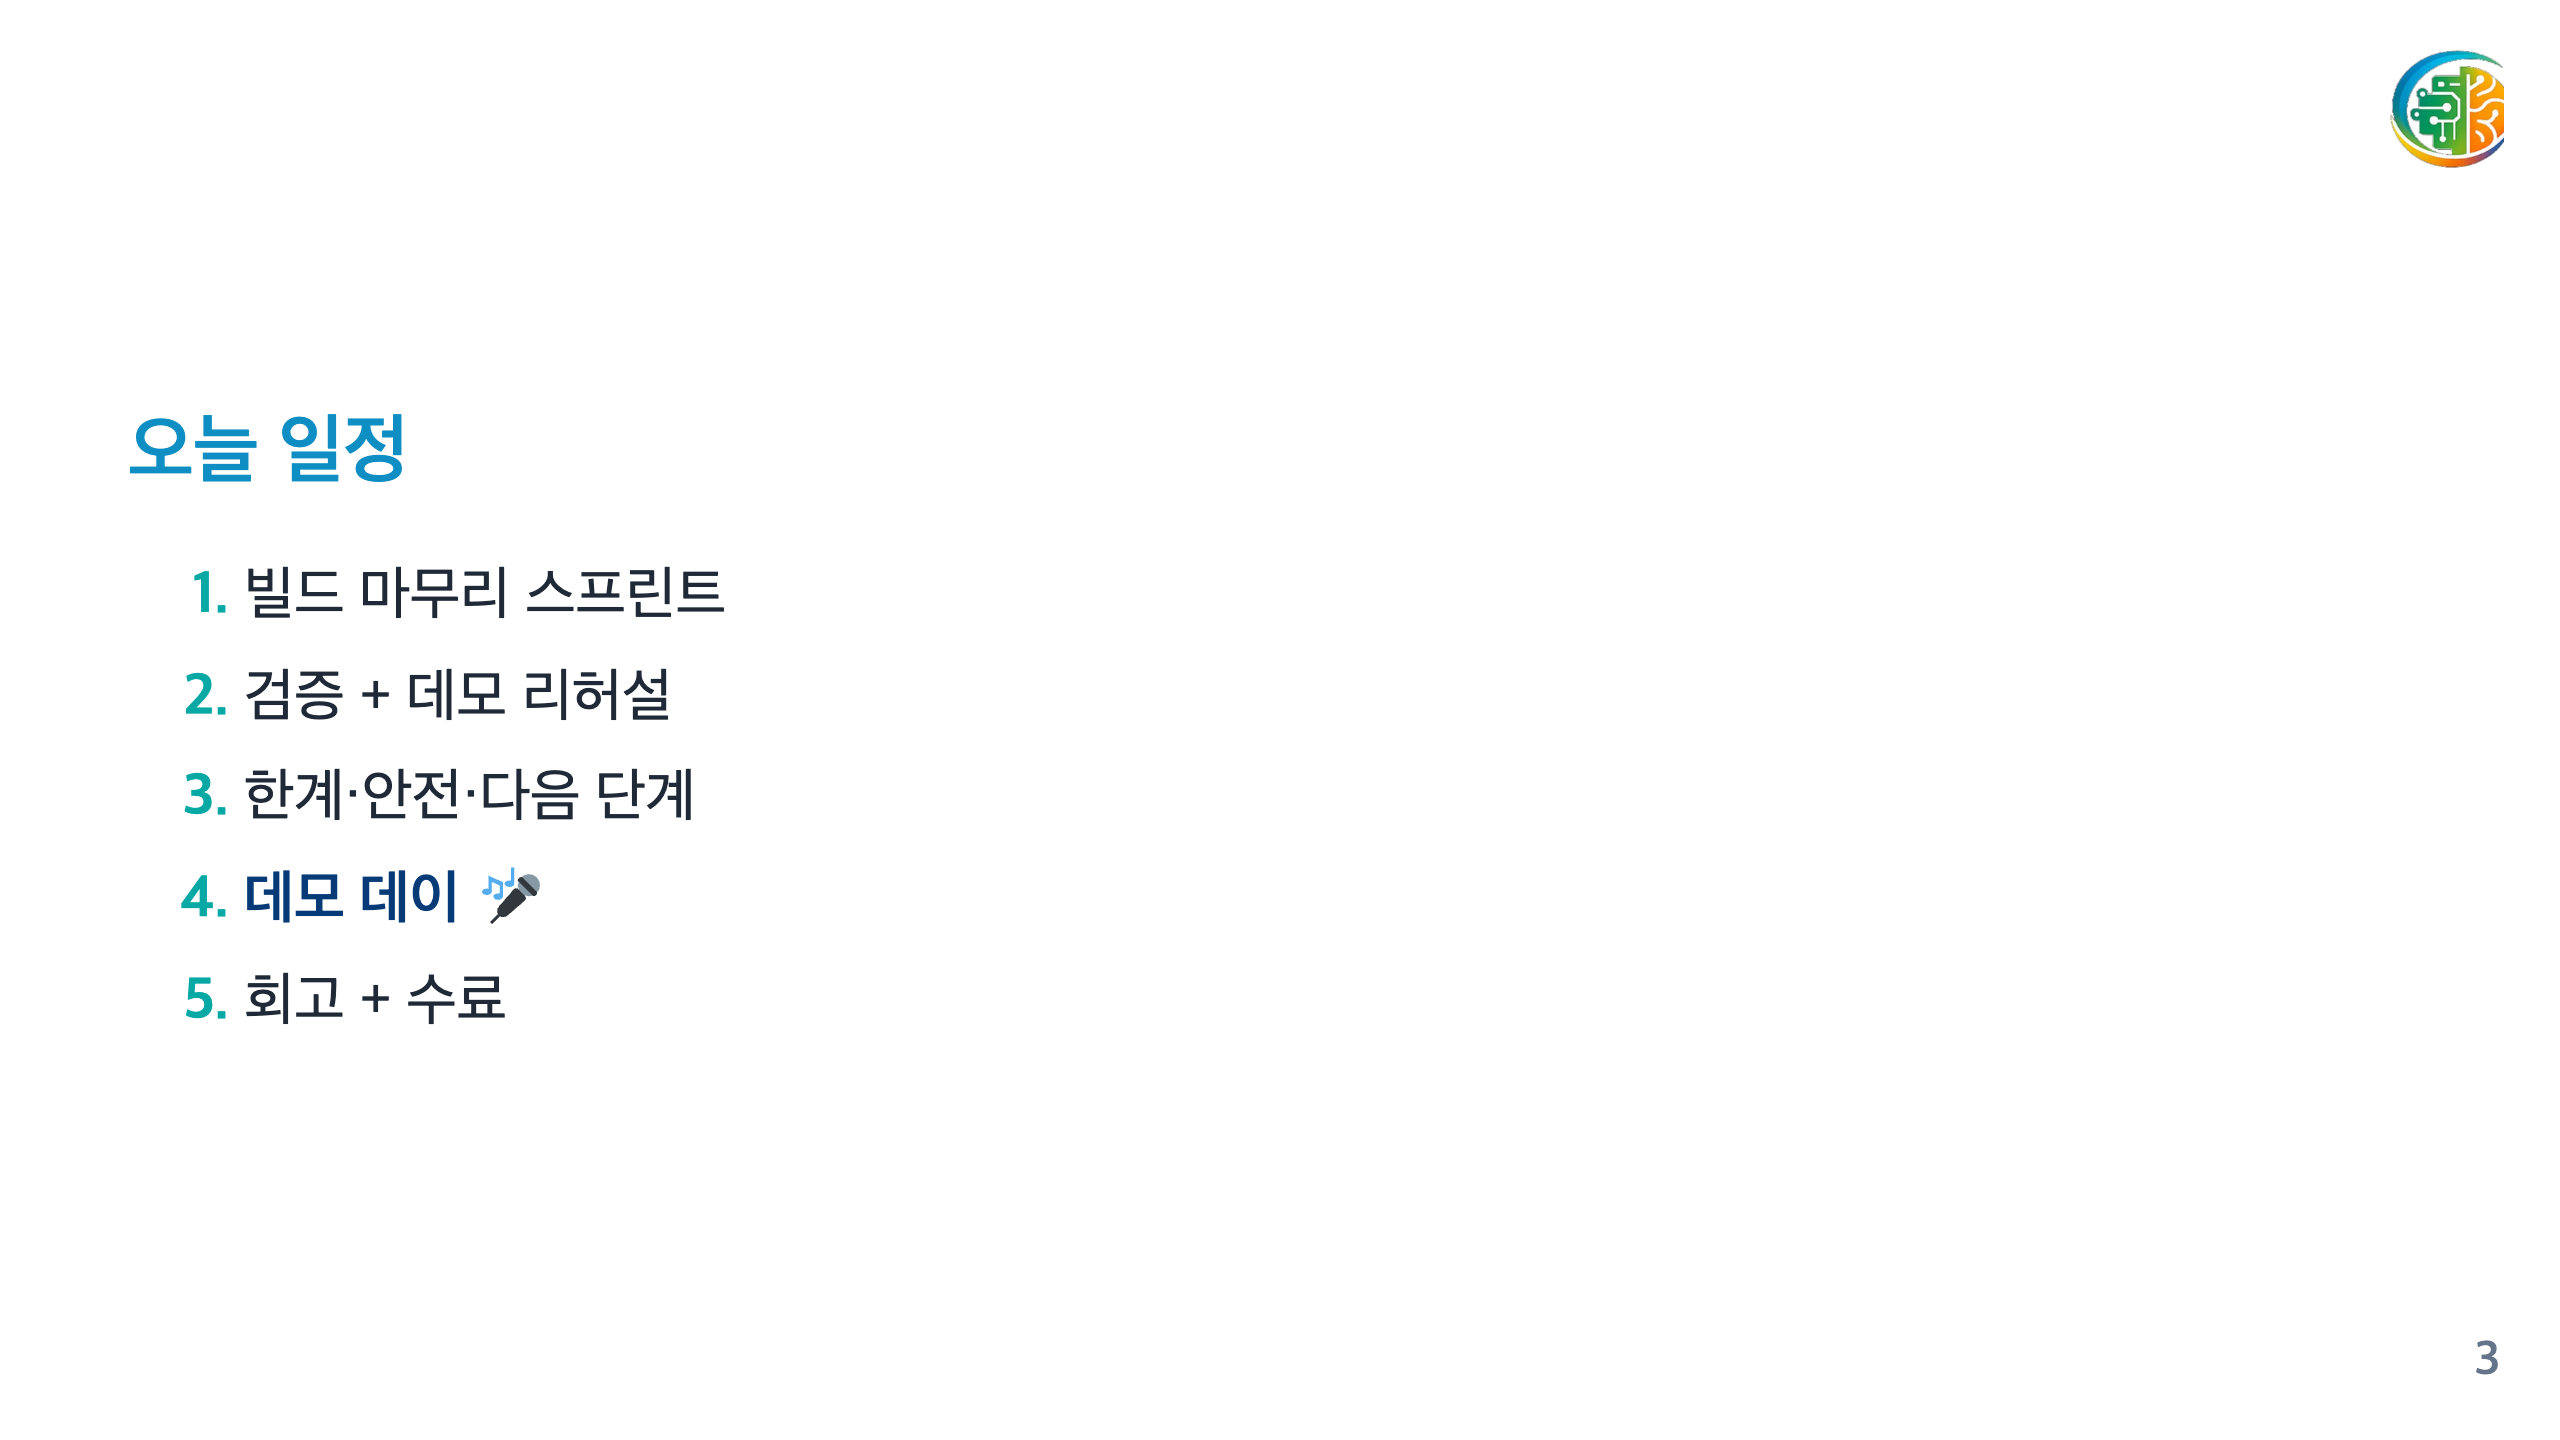 오늘 일정
1. 빌드 마무리 스프린트
2. 검증 + 데모 리허설
3. 한계·안전·다음 단계
4. 데모 데이 🎤
5. 회고 + 수료
3